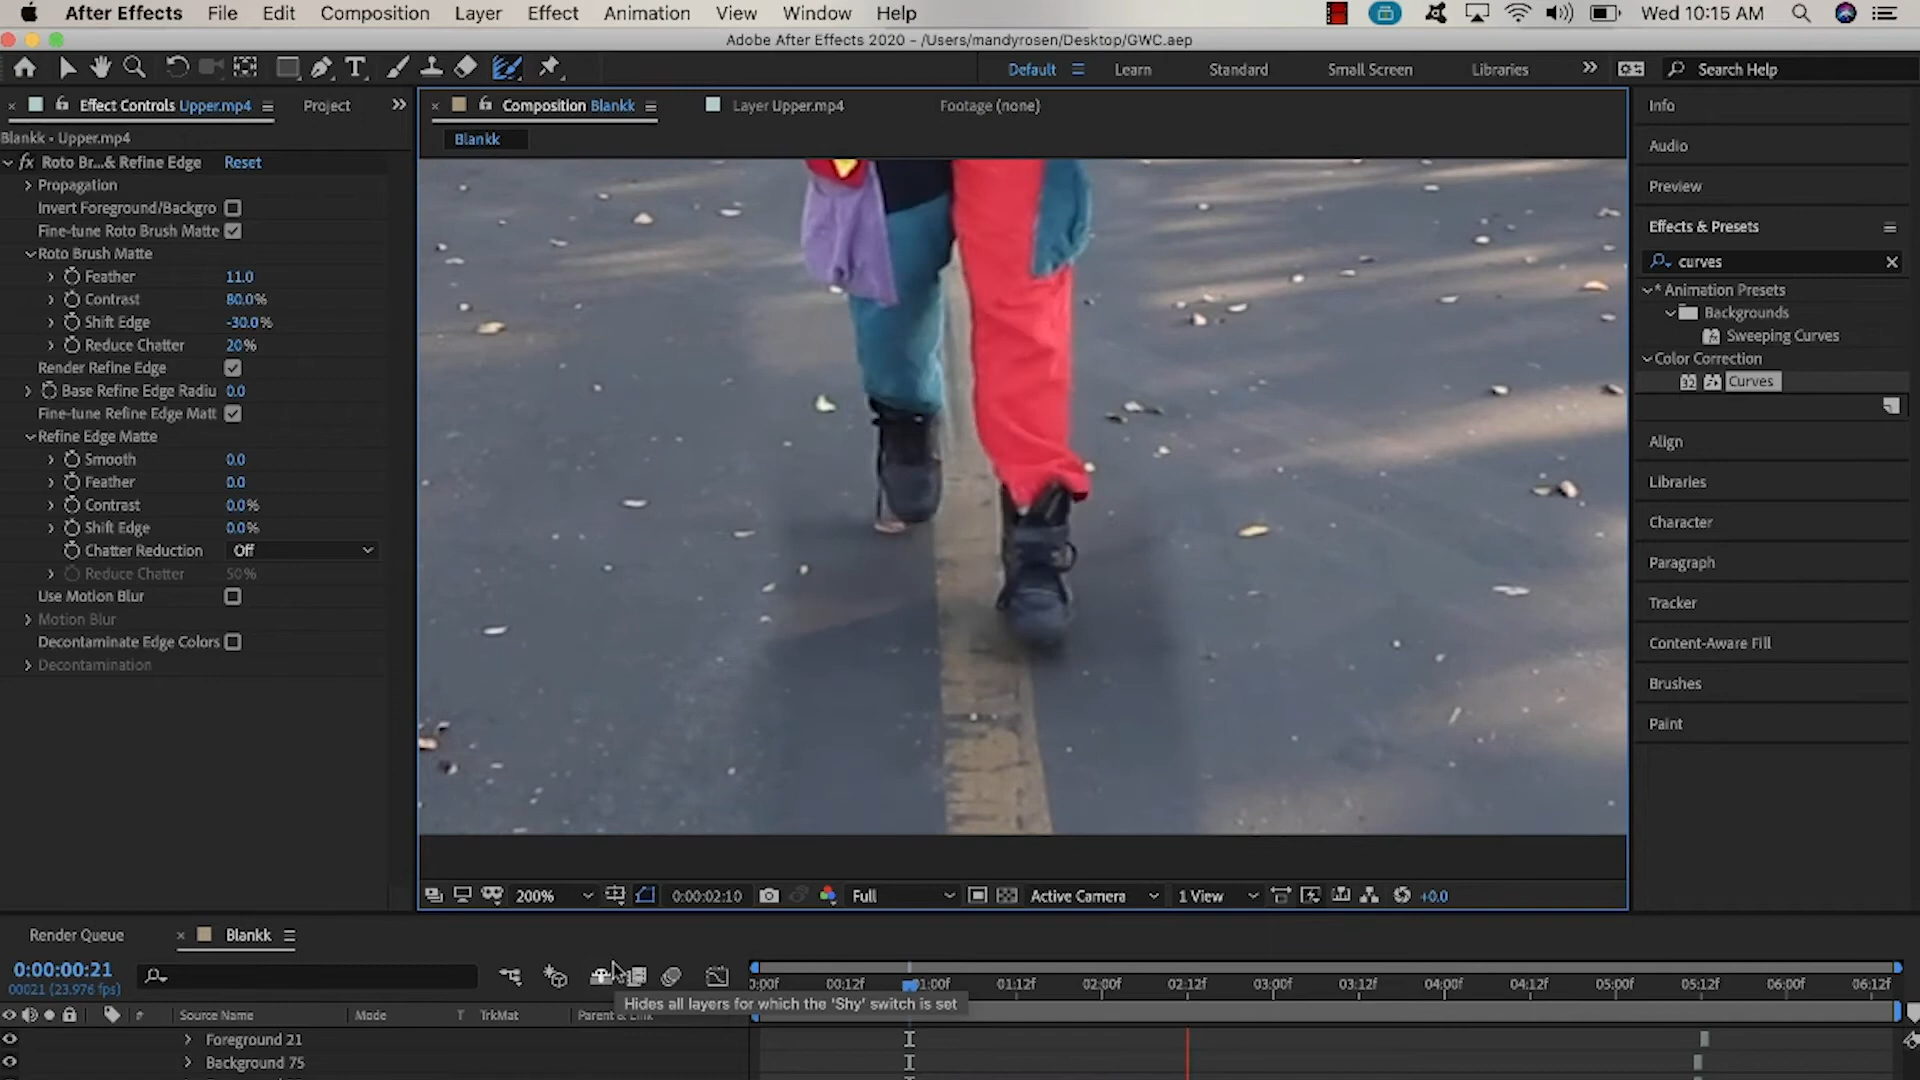 After Effects File Edit Composition Layer Effect Animation View Window Help Wed 10:15 AM
Adobe After Effects 2020 - /Users/mandyrosen/Desktop/GWC.aep
Default Learn Standard Small Screen Libraries Search Help
Effect Controls Upper.mp4 Project
Composition Blankk Layer Upper.mp4 Footage (none)
Blankk
Blankk • Upper.mp4
fx Roto Br...& Refine Edge Reset
Propagation
Invert Foreground/Backgro
Fine-tune Roto Brush Matte
Roto Brush Matte
Feather 11.0
Contrast 80.0%
Shift Edge -30.0%
Reduce Chatter 20%
Render Refine Edge
Base Refine Edge Radiu 0.0
Fine-tune Refine Edge Matt
Refine Edge Matte
Smooth 0.0
Feather 0.0
Contrast 0.0%
Shift Edge 0.0%
Chatter Reduction Off
Reduce Chatter 50%
Use Motion Blur
Motion Blur
Decontaminate Edge Colors
Decontamination
Info
Audio
Preview
Effects & Presets
curves
* Animation Presets
Backgrounds
Sweeping Curves
Color Correction
32 Curves
Align
Libraries
Character
Paragraph
Tracker
Content-Aware Fill
Brushes
Paint
200% 0:00:02:10 Full Active Camera 1 View +0.0
Render Queue Blankk
0:00:00:21
00021 (23.976 fps)
:00f 00:12f 01:00f 01:12f 02:00f 02:12f 03:00f 03:12f 04:00f 04:12f 05:00f 05:12f 06:00f 06:12f
Hides all layers for which the 'Shy' switch is set
# Source Name Mode T TrkMat Parent & Link
Foreground 21
Background 75